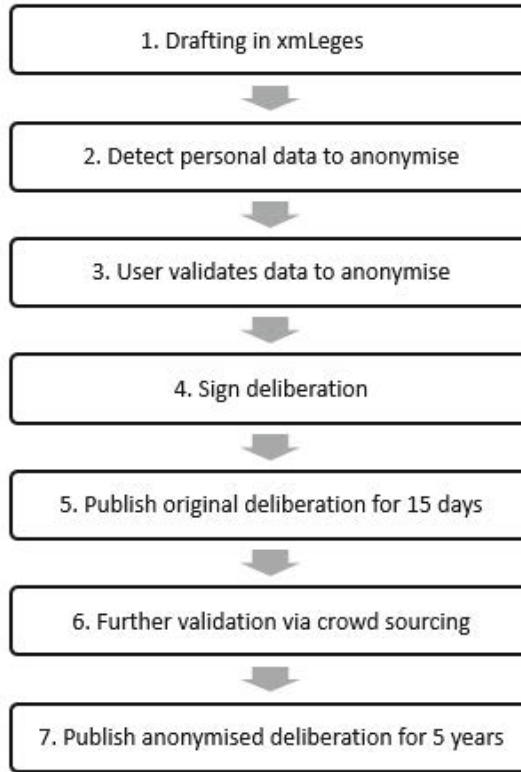 1. Drafting in xmLeges
2. Detect personal data to anonymise
3. User validates data to anonymise
4. Sign deliberation
5. Publish original deliberation for 15 days
6. Further validation via crowd sourcing
7. Publish anonymised deliberation for 5 years